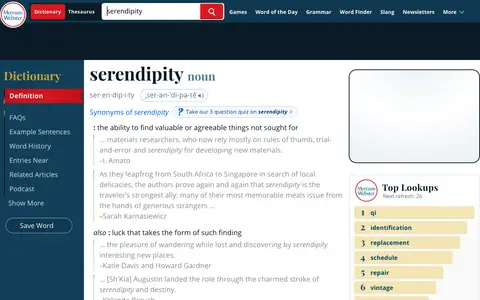 Merriam-Webster
Dictionary
Thesaurus
serendipity
Games
Word of the Day
Grammar
Word Finder
Slang
Newsletters
More
Dictionary
Definition
FAQs
Example Sentences
Word History
Entries Near
Related Articles
Podcast
Show More
Save Word
serendipity noun
ser·en·dip·i·ty
ˌser-ən-ˈdi-pə-tē
Synonyms of serendipity
? Take our 3 question quiz on serendipity >
: the ability to find valuable or agreeable things not sought for
... materials researchers, who now rely mostly on rules of thumb, trial-
and-error and serendipity for developing new materials.
–I. Amato
As they leapfrog from South Africa to Singapore in search of local
delicacies, the authors prove again and again that serendipity is the
traveler's strongest ally: many of their most memorable meals issue from
the hands of generous strangers ...
–Sarah Karnasiewicz
also : luck that takes the form of such finding
... the pleasure of wandering while lost and discovering by serendipity
interesting new places.
–Katie Davis and Howard Gardner
... [Sh'Kia] Augustin landed the role through the charmed stroke of
serendipity and destiny.
Merriam-Webster
Top Lookups
Next refresh: 26
1 qi
2 identification
3 replacement
4 schedule
5 repair
6 vintage